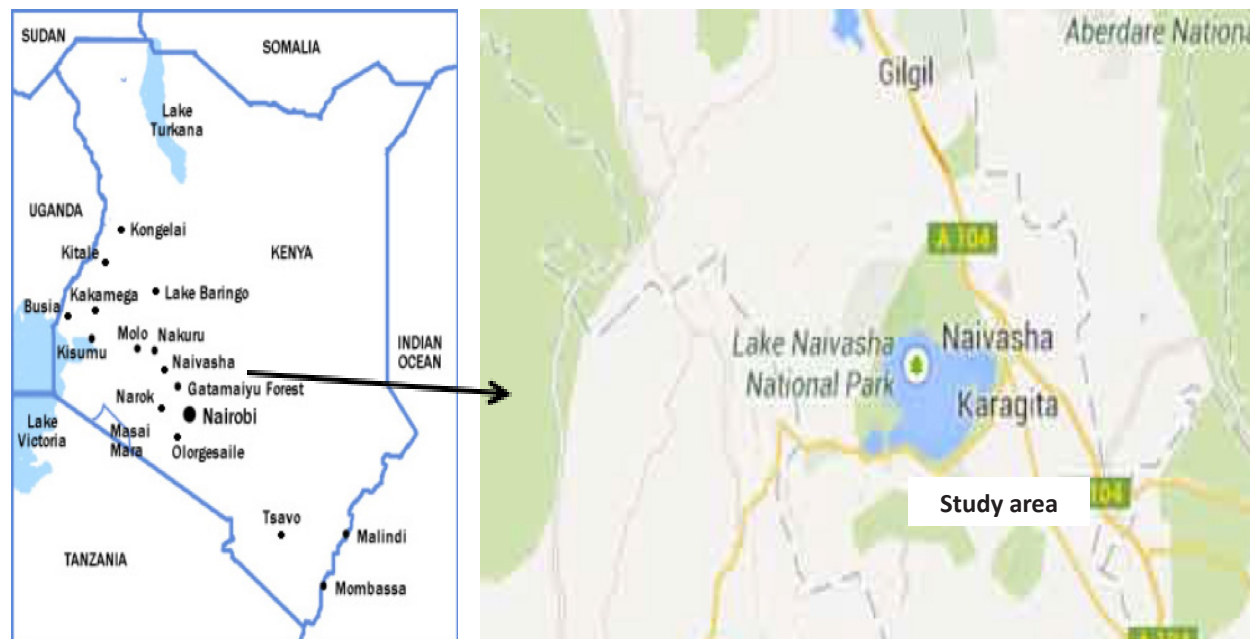 SUDAN
SOMALIA
Lake
Turkana
UGANDA
Kongelai
Kitale
KENYA
Busia
Kakamega
Lake Baringo
Kisumu
Molo
Nakuru
Naivasha
INDIAN
OCEAN
Gatamaiyu Forest
Narok
Nairobi
Lake
Victoria
Masai
Mara
Olorgesaile
Tsavo
Malindi
TANZANIA
Mombassa
Aberdare Nationa
Gilgil
A 104
Lake Naivasha
National Park
Naivasha
Karagita
Study area
104